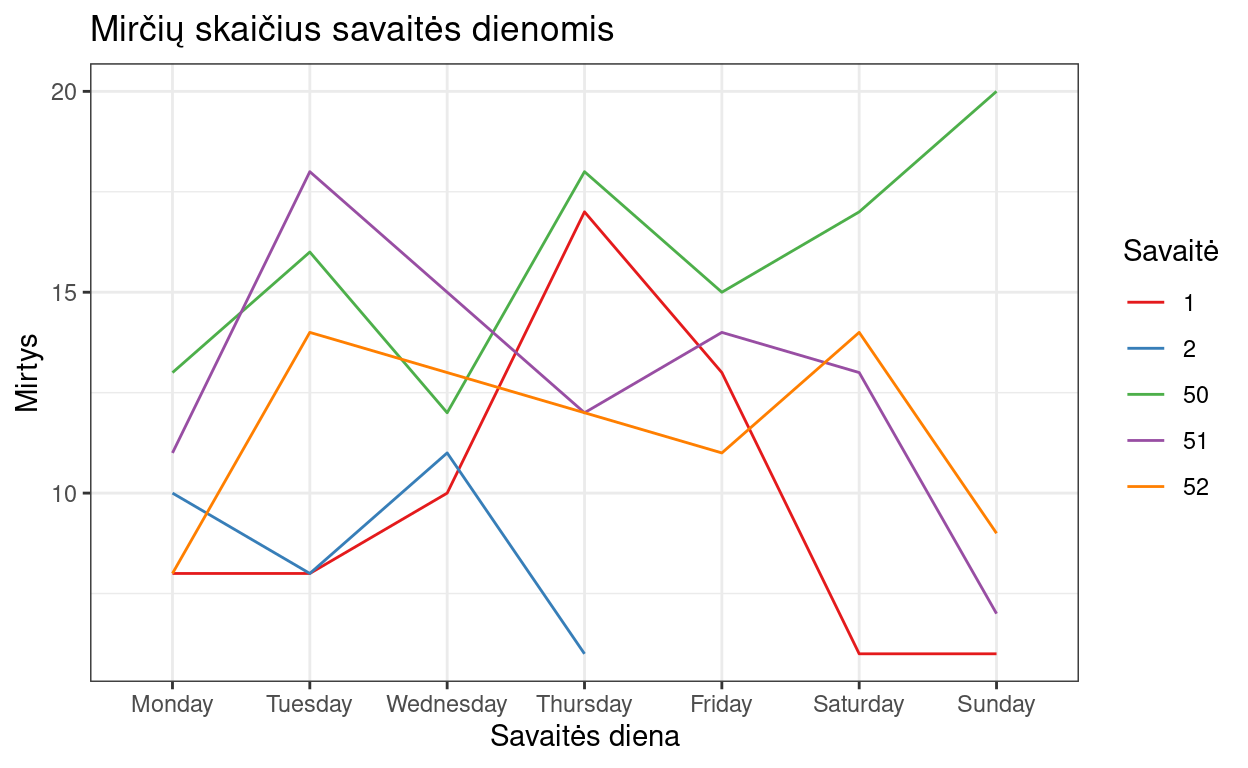 Mirčių skaičius savaitės dienomis
Mirtys
20
15
10
Monday Tuesday Wednesday Thursday Friday Saturday Sunday
Savaitės diena
Savaitė
1
2
50
51
52